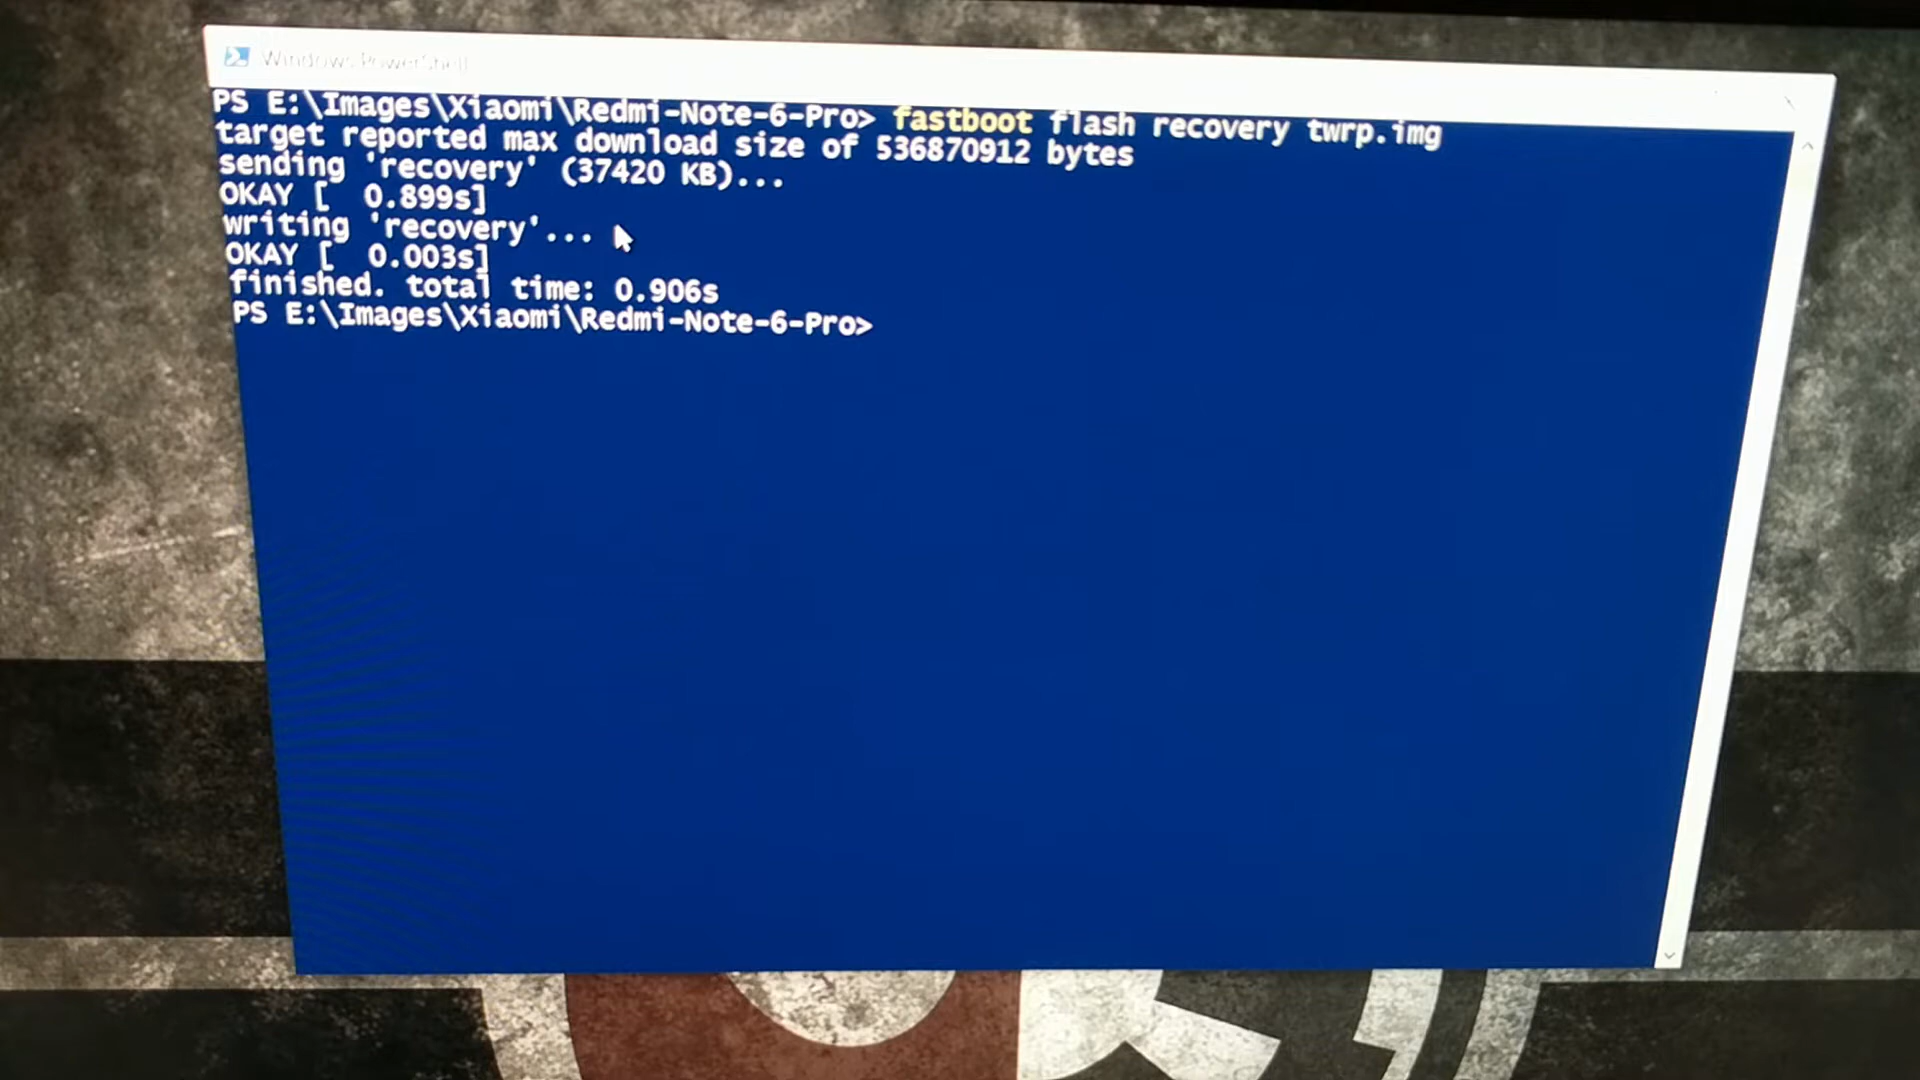 Windows PowerShell
PS E:\Images\Xiaomi\Redmi-Note-6-Pro> fastboot flash recovery twrp.img
target reported max download size of 536870912 bytes
sending 'recovery' (37420 KB)...
OKAY [  0.899s]
writing 'recovery'...
OKAY [  0.003s]
finished. total time: 0.906s
PS E:\Images\Xiaomi\Redmi-Note-6-Pro>